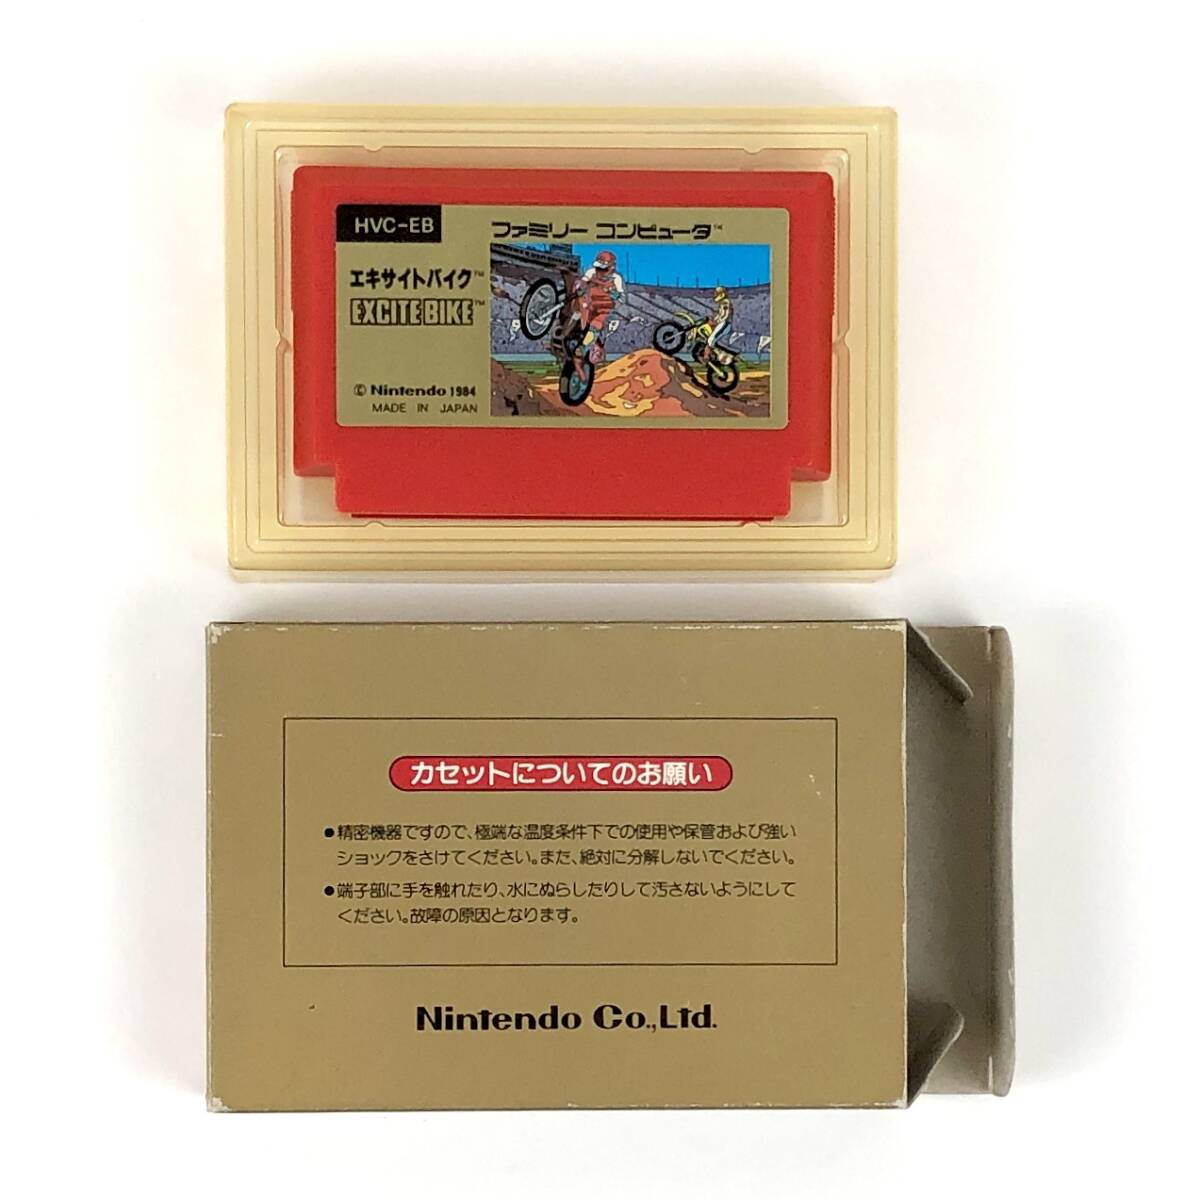 HVC-EB
ファミリー コンピュータ™
エキサイトバイク™
EXCITE BIKE™
© Nintendo 1984
MADE IN JAPAN
カセットについてのお願い
●精密機器ですので、極端な温度条件下での使用や保管および強い
ショックをさけてください。また、絶対に分解しないでください。
●端子部に手を触れたり、水にぬらしたりして汚さないようにして
ください。故障の原因となります。
Nintendo Co.,Ltd.